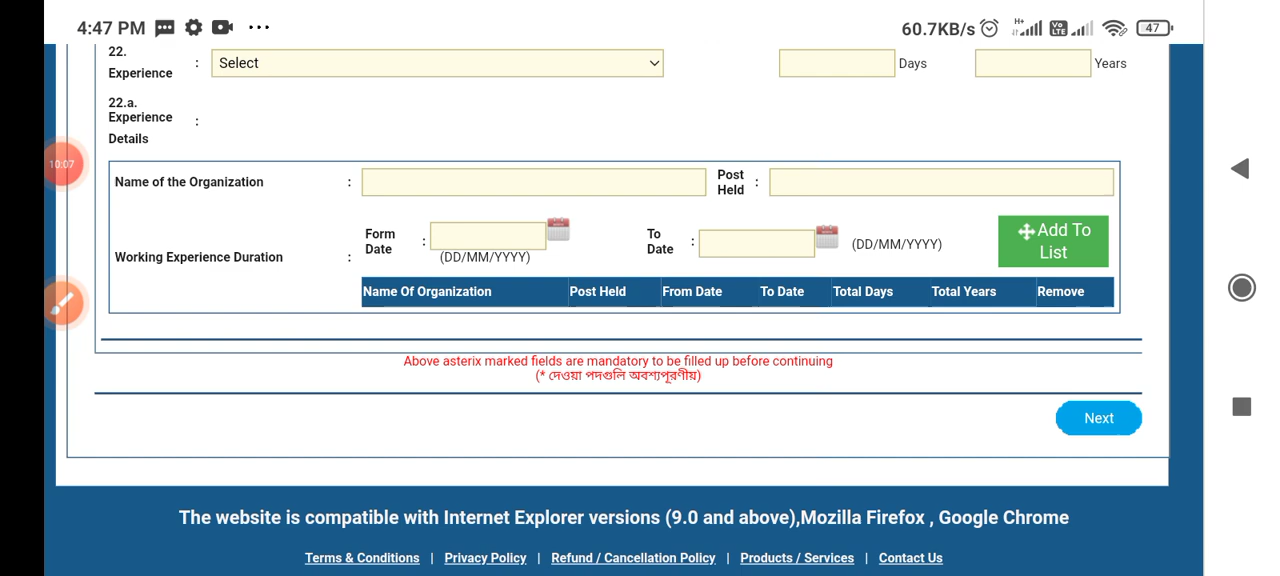 4:47 PM 60.7KB/s H+ Vo LTE 47
22.
Experience : Select Days Years
22.a.
Experience
Details :
10:07
Name of the Organization : Post Held :
Form Date : (DD/MM/YYYY) To Date : (DD/MM/YYYY) Add To List
Working Experience Duration :
Name Of Organization Post Held From Date To Date Total Days Total Years Remove
Above asterix marked fields are mandatory to be filled up before continuing
(* দেওয়া পদগুলি অবশ্যপূরণীয়)
Next
The website is compatible with Internet Explorer versions (9.0 and above),Mozilla Firefox , Google Chrome
Terms & Conditions | Privacy Policy | Refund / Cancellation Policy | Products / Services | Contact Us